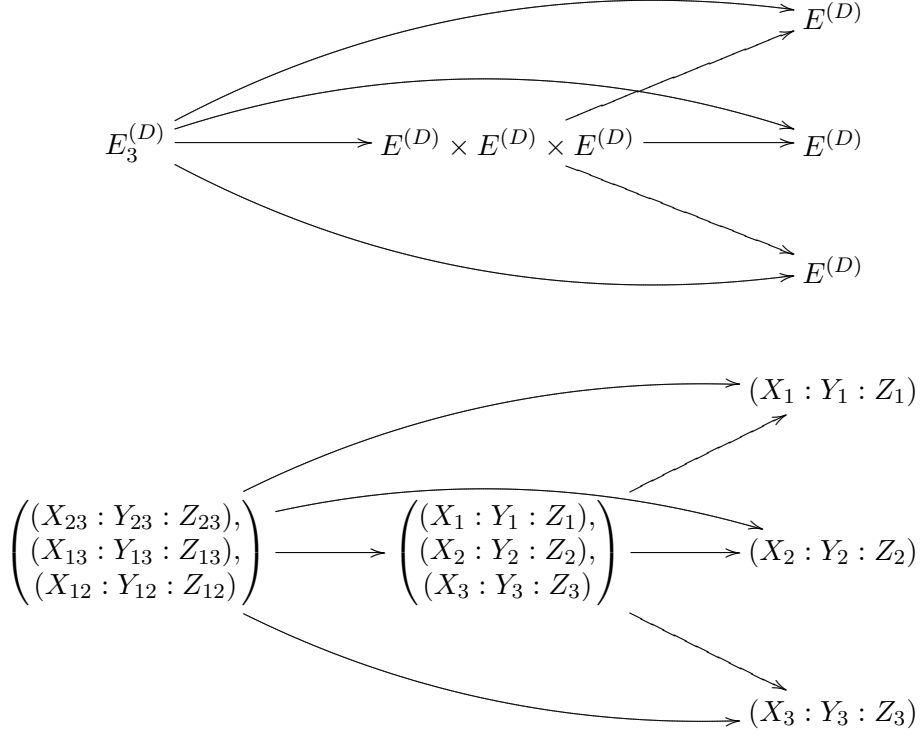 E^{(D)}
E_3^{(D)} E^{(D)} × E^{(D)} × E^{(D)} E^{(D)}
E^{(D)}
(X_1 : Y_1 : Z_1)
(X_{23} : Y_{23} : Z_{23}), (X_1 : Y_1 : Z_1),
(X_{13} : Y_{13} : Z_{13}), (X_2 : Y_2 : Z_2), (X_2 : Y_2 : Z_2)
(X_{12} : Y_{12} : Z_{12}) (X_3 : Y_3 : Z_3)
(X_3 : Y_3 : Z_3)